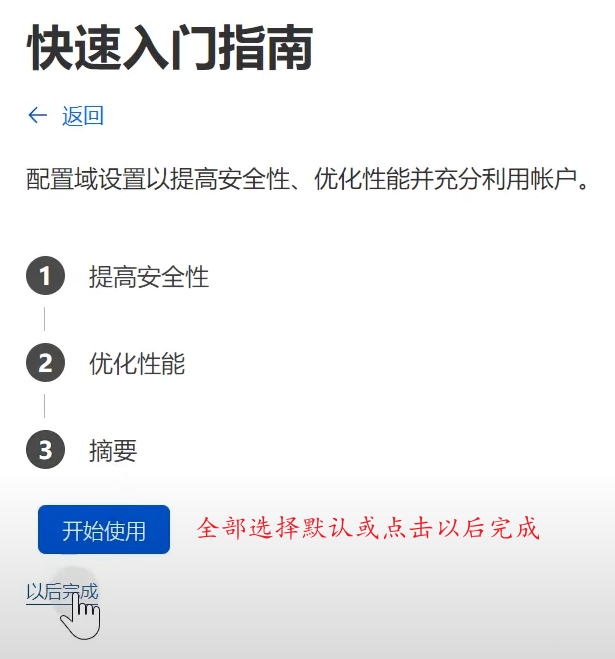 快速入门指南
← 返回
配置域设置以提高安全性、优化性能并充分利用帐户。
1 提高安全性
2 优化性能
3 摘要
开始使用 全部选择默认或点击以后完成
以后完成